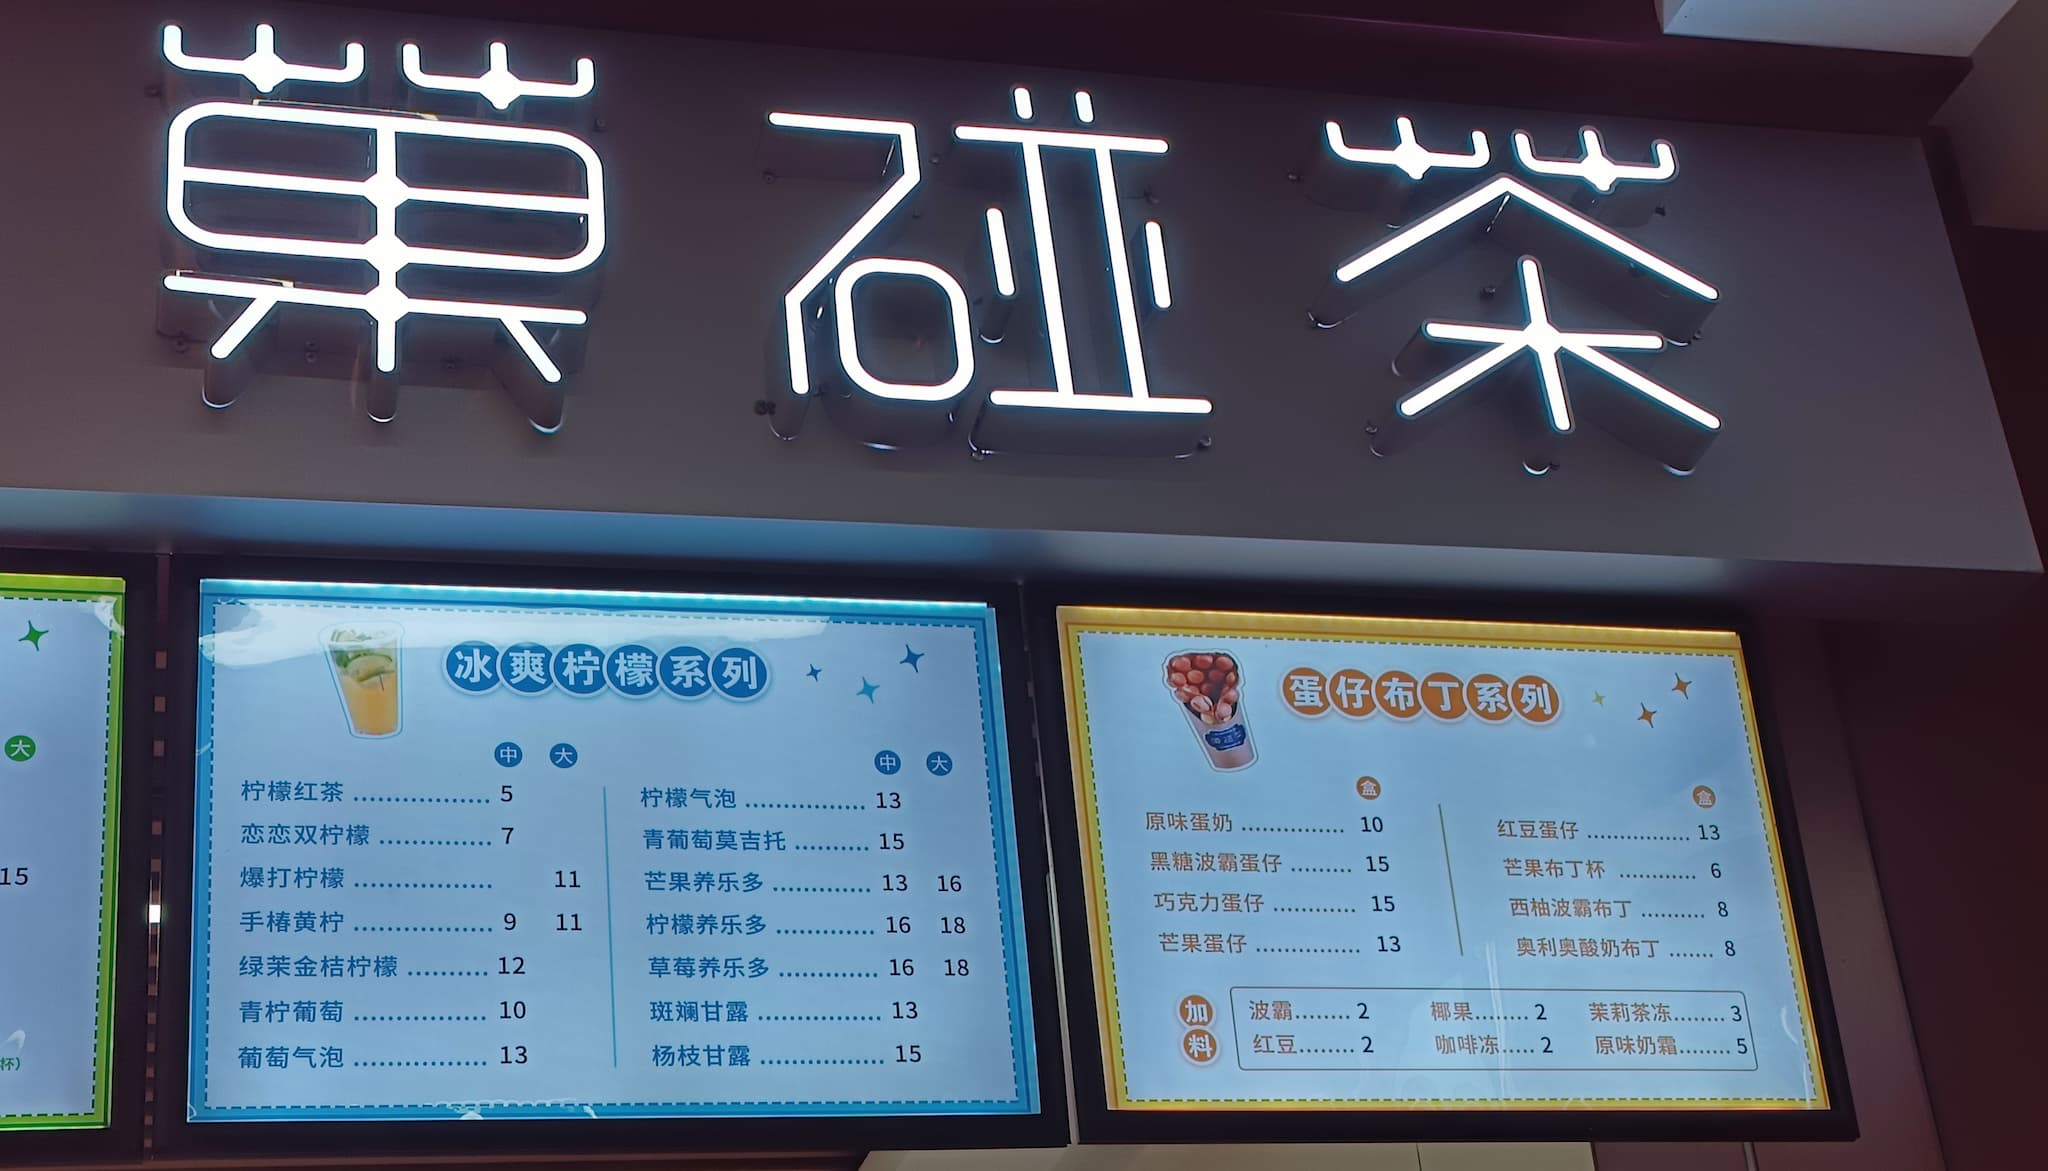 菓碰茶
大
15
杯）
冰爽柠檬系列
中 大
柠檬红茶 ................. 5
恋恋双柠檬 ............. 7
爆打柠檬 ................. 11
手椿黄柠 ................. 9 11
绿茉金桔柠檬 .......... 12
青柠葡萄 ................. 10
葡萄气泡 ................. 13
中 大
柠檬气泡 ............... 13
青葡萄莫吉托 .......... 15
芒果养乐多 ............. 13 16
柠檬养乐多 ............. 16 18
草莓养乐多 ............. 16 18
斑斓甘露 ................ 13
杨枝甘露 ................ 15
蛋仔布丁系列
盒
原味蛋奶 ............... 10
黑糖波霸蛋仔 ......... 15
巧克力蛋仔 ............ 15
芒果蛋仔 ............... 13
盒
红豆蛋仔 ............... 13
芒果布丁杯 ............ 6
西柚波霸布丁 .......... 8
奥利奥酸奶布丁 ....... 8
加料
波霸........ 2 椰果........ 2 茉莉茶冻........ 3
红豆........ 2 咖啡冻..... 2 原味奶霜........ 5